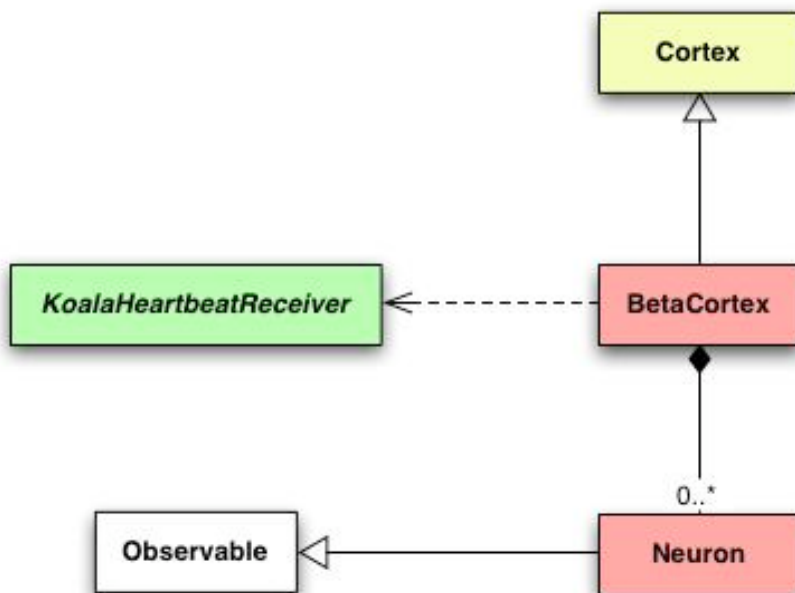 Cortex
KoalaHeartbeatReceiver
BetaCortex
0..*
Observable
Neuron